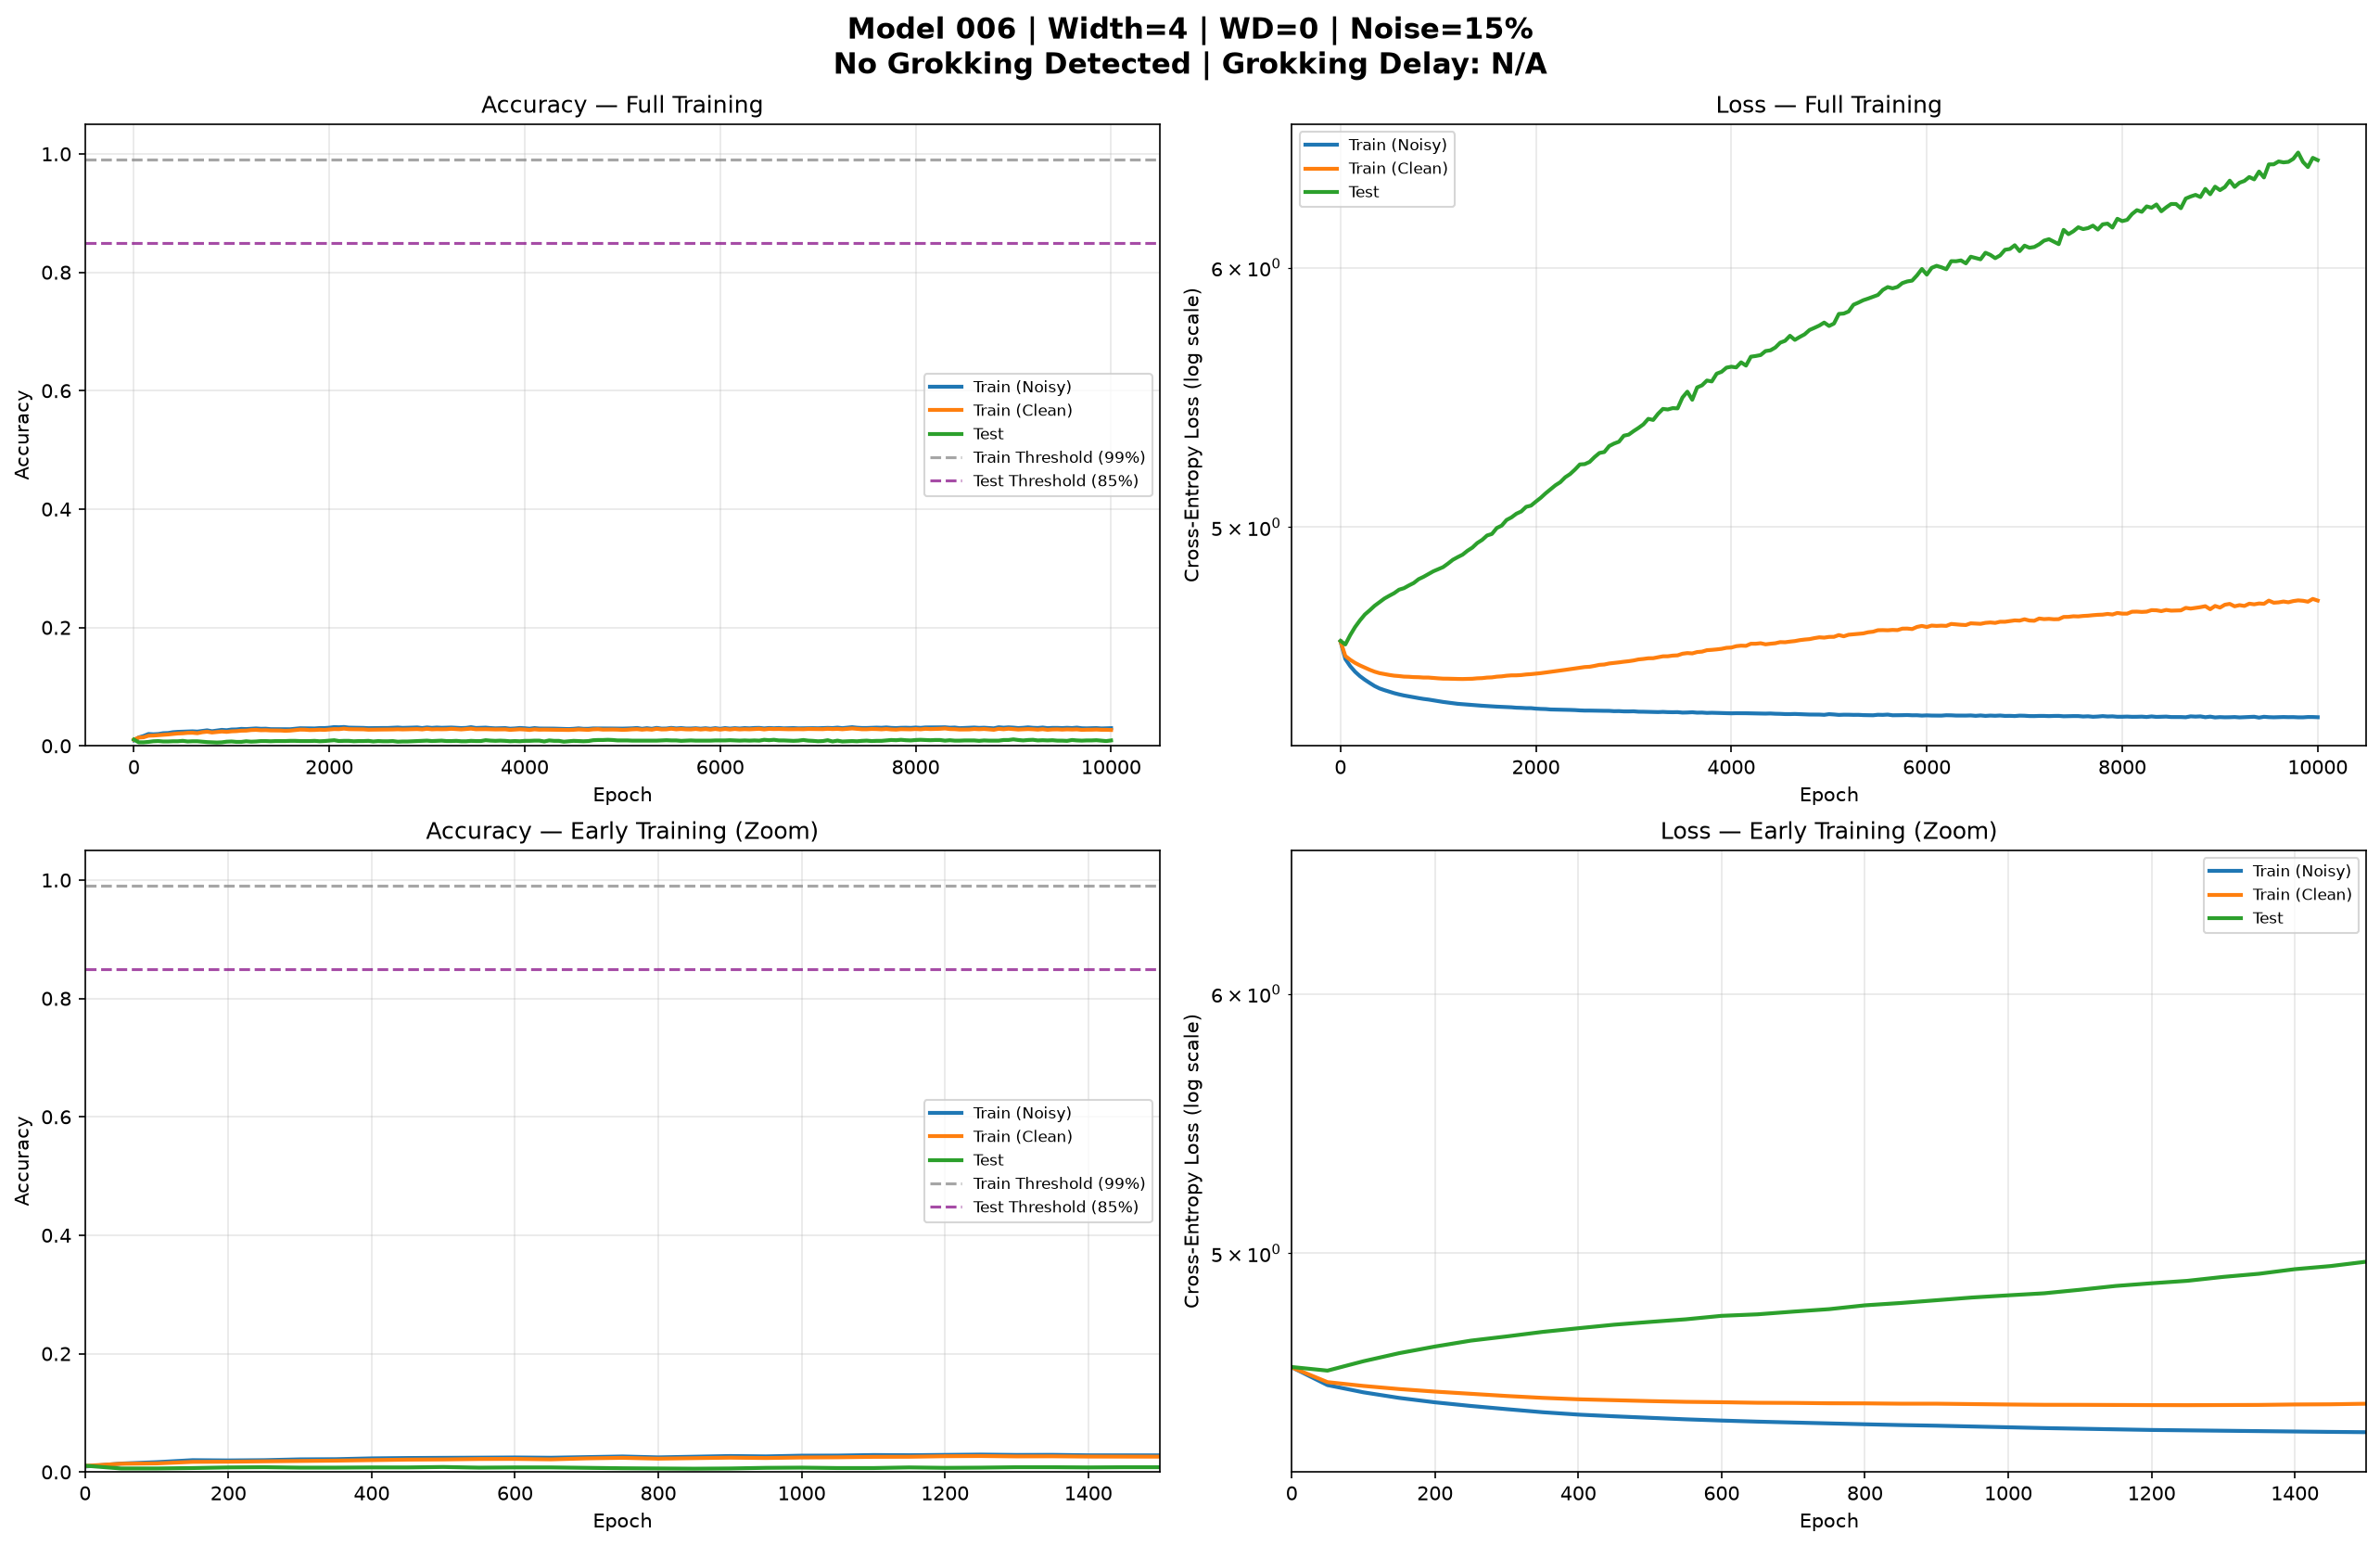 Model 006 | Width=4 | WD=0 | Noise=15%
No Grokking Detected | Grokking Delay: N/A
Accuracy — Full Training
Accuracy
1.0
0.8
0.6
0.4
0.2
0.0
Train (Noisy)
Train (Clean)
Test
Train Threshold (99%)
Test Threshold (85%)
0 2000 4000 6000 8000 10000
Epoch
Loss — Full Training
Cross-Entropy Loss (log scale)
Train (Noisy)
Train (Clean)
Test
6 × 10⁰
5 × 10⁰
0 2000 4000 6000 8000 10000
Epoch
Accuracy — Early Training (Zoom)
Accuracy
1.0
0.8
0.6
0.4
0.2
0.0
Train (Noisy)
Train (Clean)
Test
Train Threshold (99%)
Test Threshold (85%)
0 200 400 600 800 1000 1200 1400
Epoch
Loss — Early Training (Zoom)
Cross-Entropy Loss (log scale)
Train (Noisy)
Train (Clean)
Test
6 × 10⁰
5 × 10⁰
0 200 400 600 800 1000 1200 1400
Epoch